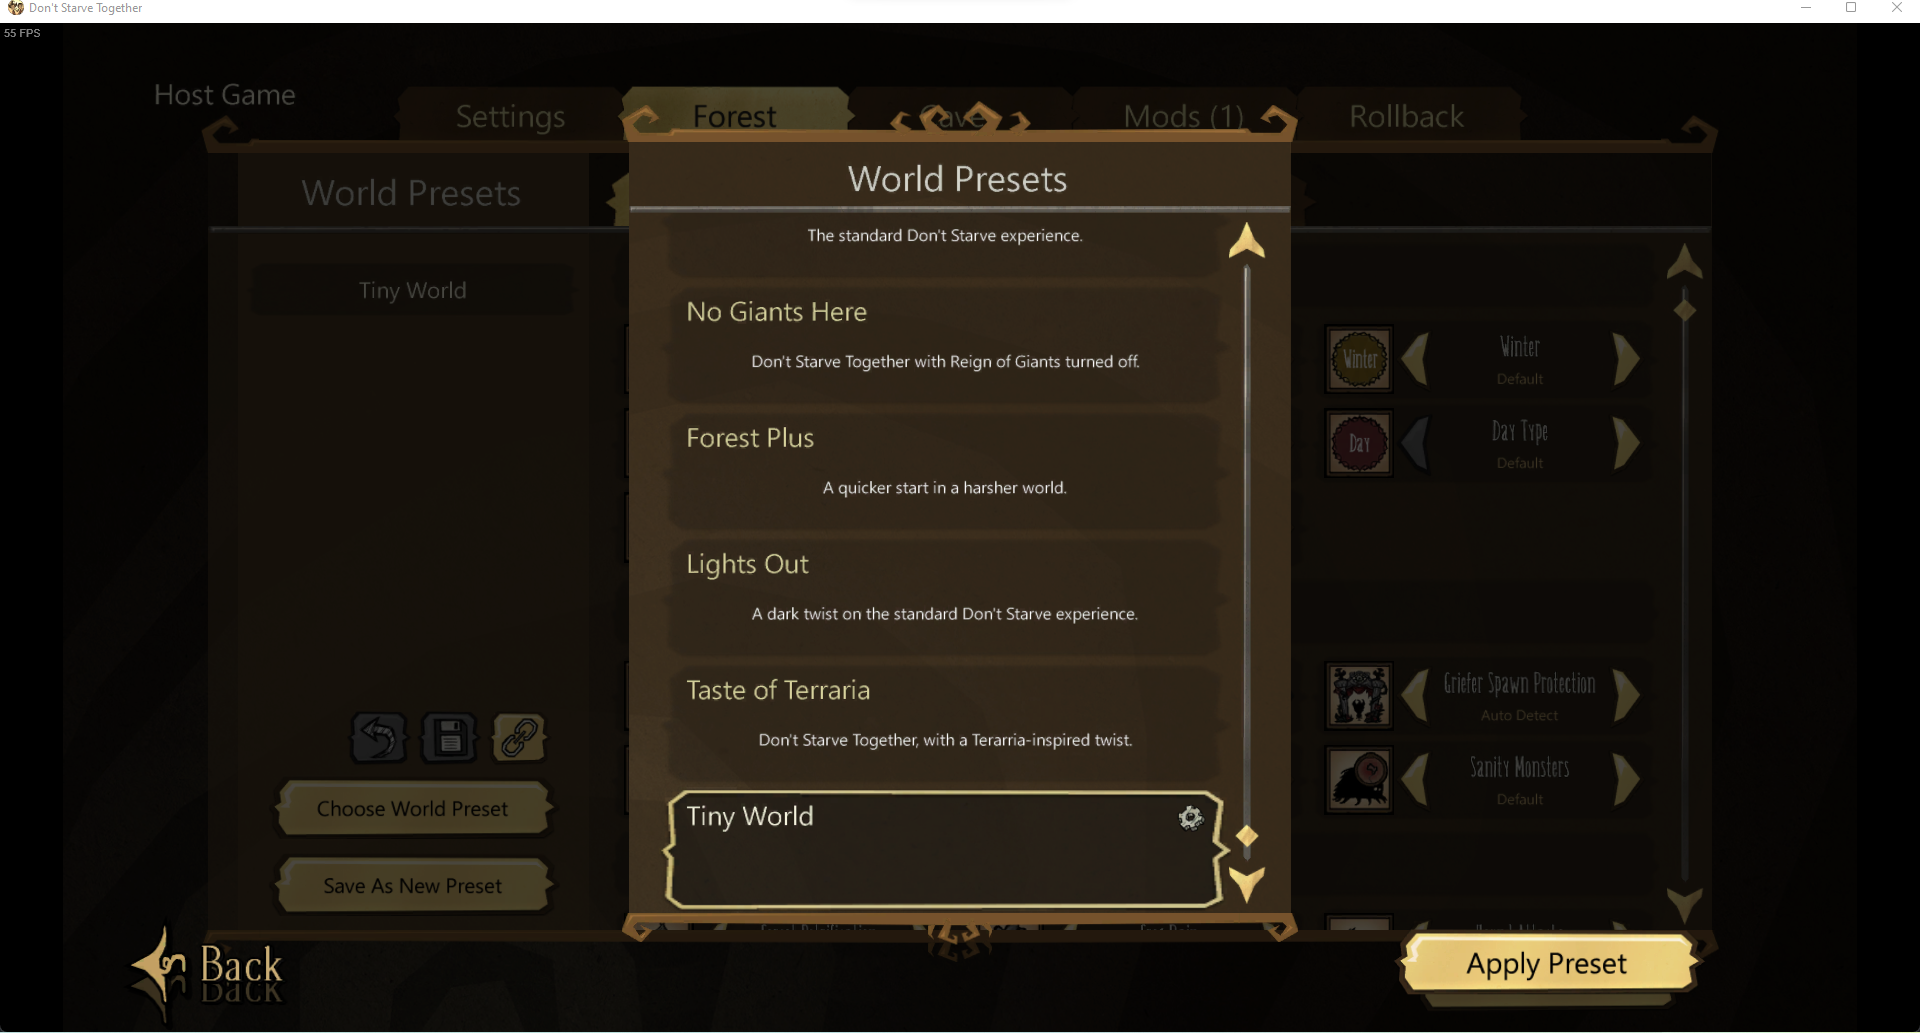 Don't Starve Together
55 FPS
Host Game
Settings
Forest
Mods (1)
Rollback
World Presets
World Presets
The standard Don't Starve experience.
Tiny World
No Giants Here
Don't Starve Together with Reign of Giants turned off.
Winter
Winter
Default
Forest Plus
A quicker start in a harsher world.
Day
Day Type
Default
Lights Out
A dark twist on the standard Don't Starve experience.
Taste of Terraria
Don't Starve Together, with a Terarria-inspired twist.
Griefer Spawn Protection
Auto Detect
Sanity Monsters
Default
Choose World Preset
Tiny World
Save As New Preset
Back
Apply Preset